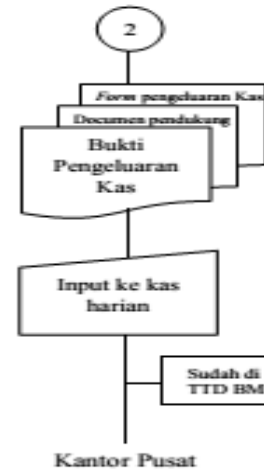 2
Form pengeluaran Kas
Documen pendukung
Bukti
Pengeluaran
Kas
Input ke kas
harian
Sudah di
TTD BM
Kantor Pusat